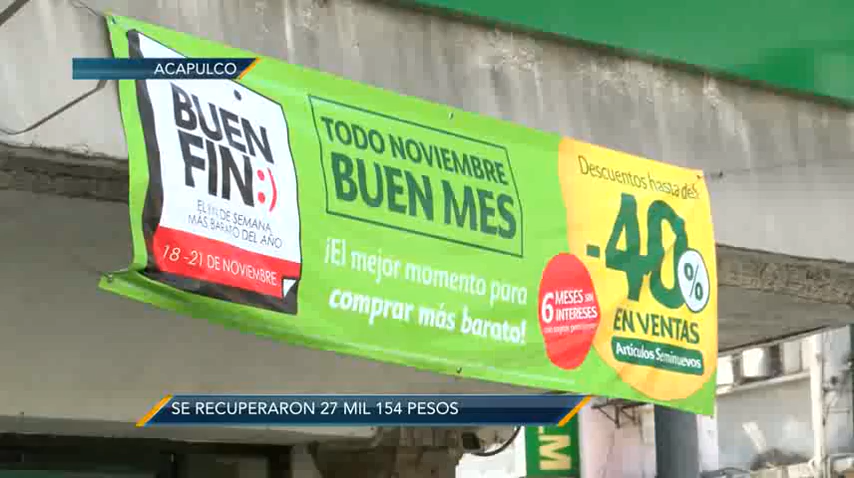 ACAPULCO
BUEN
FIN:)
EL FIN DE SEMANA
MÁS BARATO DEL AÑO
18 -21 DE NOVIEMBRE
TODO NOVIEMBRE
BUEN MES
¡El mejor momento para
comprar más barato!
6 MESES SIN
INTERESES
Descuentos hasta del
-40%
EN VENTAS
Artículos Seminuevos
SE RECUPERARON 27 MIL 154 PESOS